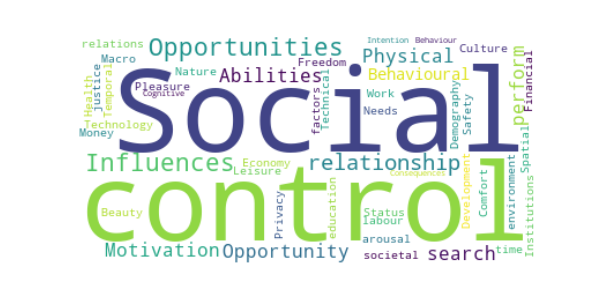 Intention Behaviour
relations Opportunities Physical Culture
Macro Freedom
Nature Abilities Behavioural
Pleasure
Cognitive
Social
Health
justice
Temporal
factors
Technical
Work
Needs
Demography
Safety
perform
Financial
Technology
Money
Influences Economy relationship
Leisure
control
Consequences
Development
Comfort
environment
Spatial
Institutions
Beauty
Privacy
education
Status
labour
arousal
Motivation Opportunity societal search time